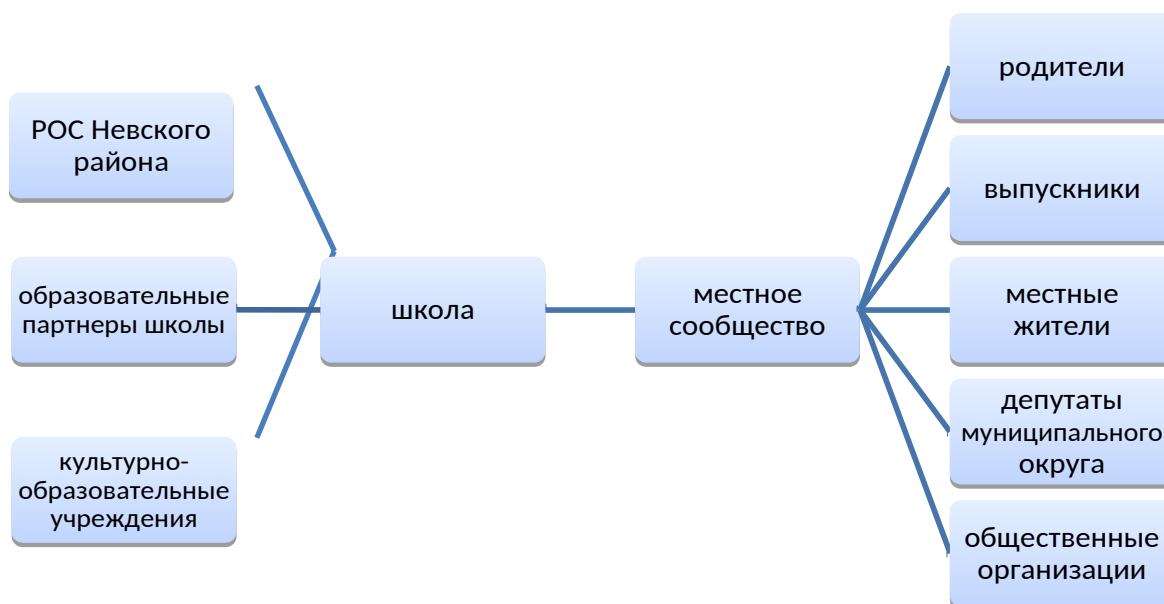 РОС Невского
района
образовательные
партнеры школы
культурно-
образовательные
учреждения
школа
местное
сообщество
родители
выпускники
местные
жители
депутаты
муниципального
округа
общественные
организации